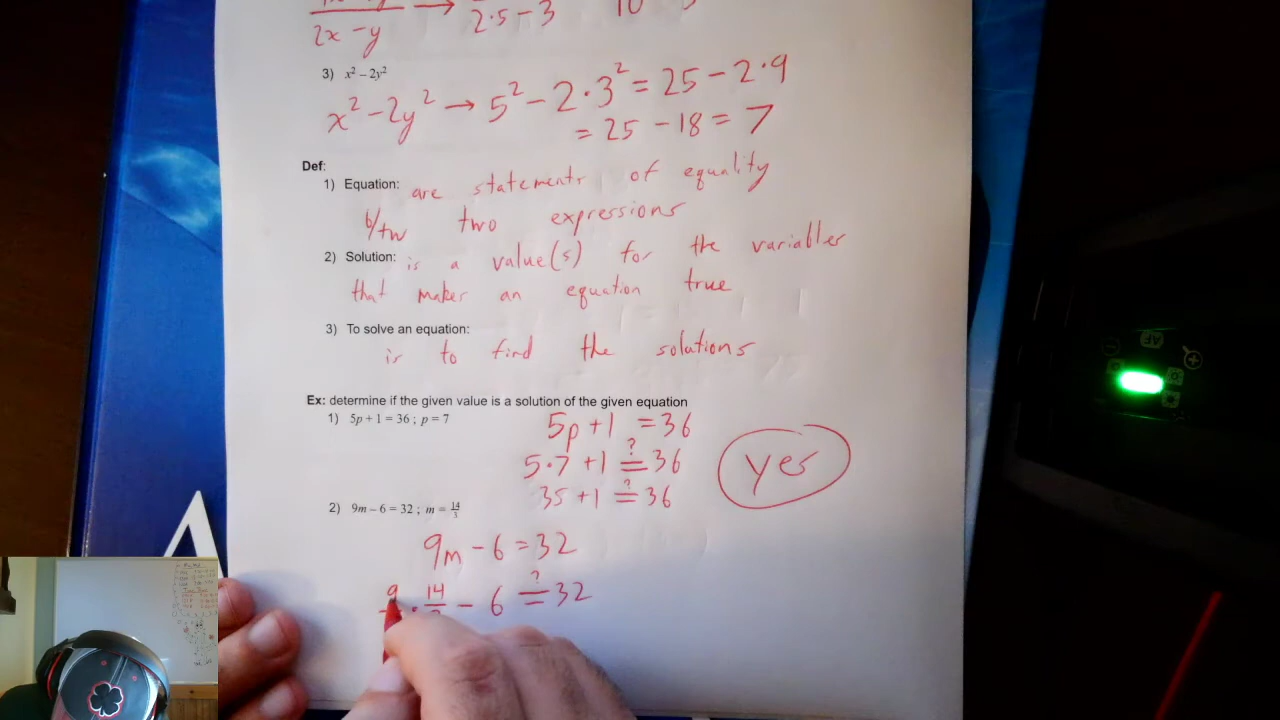 2x - y → 2·5 - 3
3) x² - 2y²
x² - 2y² → 5² - 2·3² = 25 - 2·9
= 25 - 18 = 7
Def:
1) Equation: are statements of equality
b/tw two expressions
2) Solution: is a value(s) for the variables
that makes an equation true
3) To solve an equation:
is to find the solutions
Ex: determine if the given value is a solution of the given equation
1) 5p + 1 = 36 ; p = 7
5p + 1 = 36
5·7 + 1 ≟ 36
yes
35 + 1 ≟ 36
2) 9m - 6 = 32 ; m = 14/3
9m - 6 = 32
9 · 14/ - 6 ≟ 32
AF
A